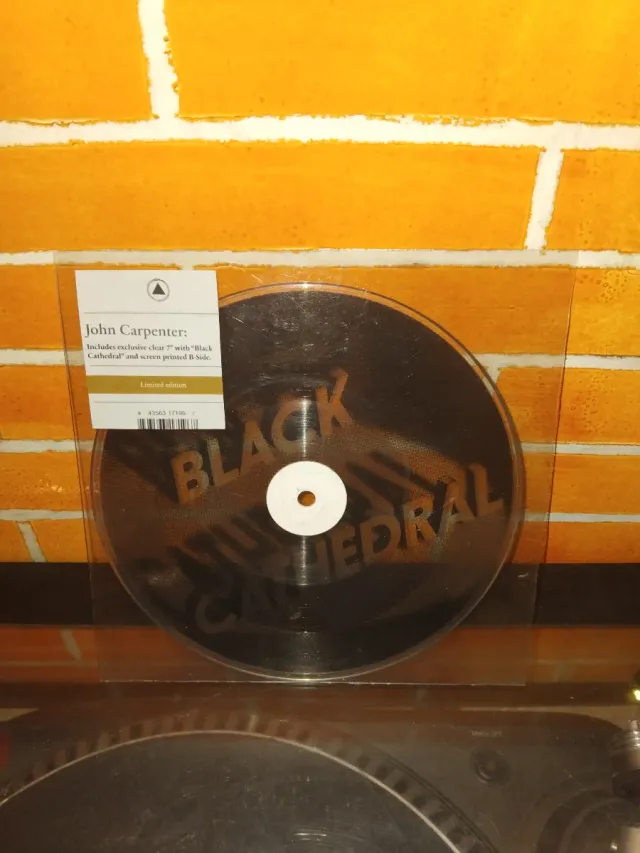 John Carpenter:
Includes exclusive clear 7" with "Black
Cathedral" and screen printed B-Side.
Limited edition
BLACK
CATHEDRAL